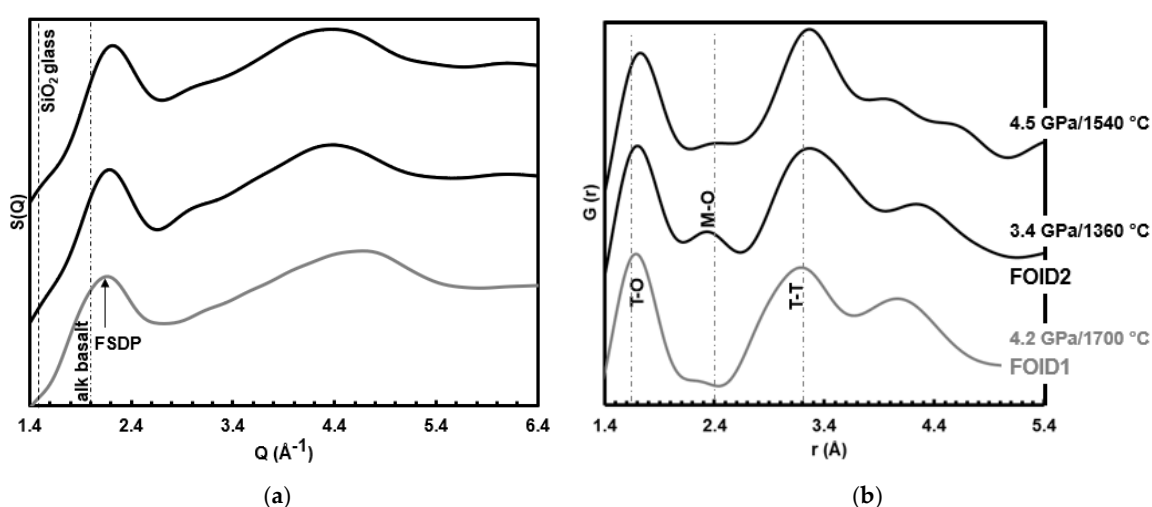 SiO2 glass
alk basalt
FSDP
S(Q)
1.4 2.4 3.4 4.4 5.4 6.4
Q (Å-1)
(a)
G (r)
T-O
M-O
T-T
4.5 GPa/1540 °C
3.4 GPa/1360 °C
FOID2
4.2 GPa/1700 °C
FOID1
1.4 2.4 3.4 4.4 5.4
r (Å)
(b)